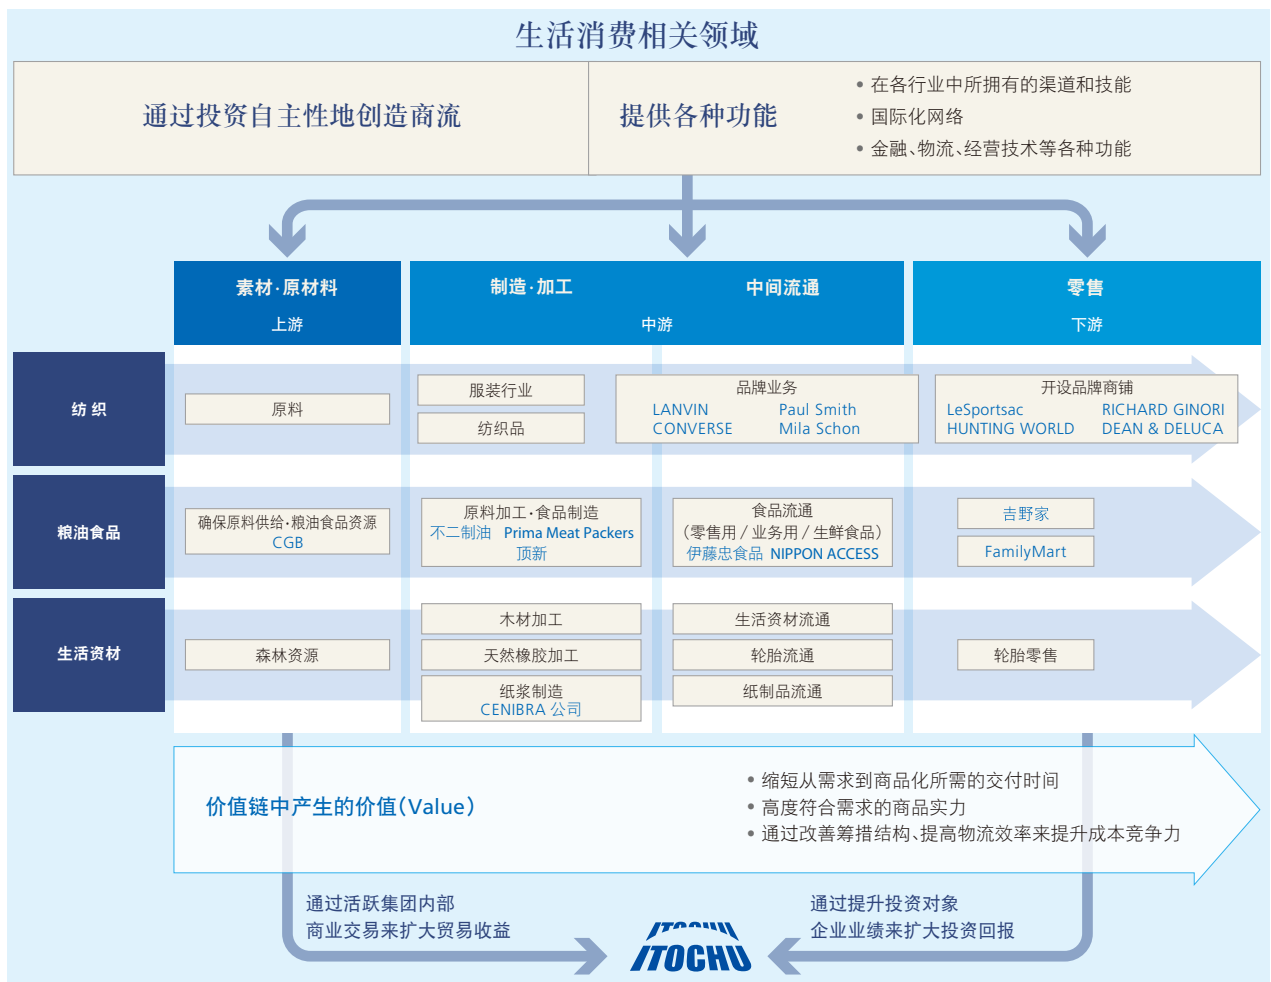 生活消费相关领域
通过投资自主性地创造商流
提供各种功能
• 在各行业中所拥有的渠道和技能
• 国际化网络
• 金融、物流、经营技术等各种功能
素材·原材料
上游
制造·加工
中间流通
中游
零售
下游
纺织
原料
服装行业
纺织品
品牌业务
LANVIN Paul Smith
CONVERSE Mila Schon
开设品牌商铺
LeSportsac RICHARD GINORI
HUNTING WORLD DEAN & DELUCA
粮油食品
确保原料供给·粮油食品资源
CGB
原料加工·食品制造
不二制油 Prima Meat Packers
顶新
食品流通
（零售用 / 业务用 / 生鲜食品）
伊藤忠食品 NIPPON ACCESS
吉野家
FamilyMart
生活资材
森林资源
木材加工
天然橡胶加工
纸浆制造
CENIBRA 公司
生活资材流通
轮胎流通
纸制品流通
轮胎零售
价值链中产生的价值（Value）
• 缩短从需求到商品化所需的交付时间
• 高度符合需求的商品实力
• 通过改善筹措结构、提高物流效率来提升成本竞争力
通过活跃集团内部
商业交易来扩大贸易收益
ITOCHU
通过提升投资对象
企业业绩来扩大投资回报